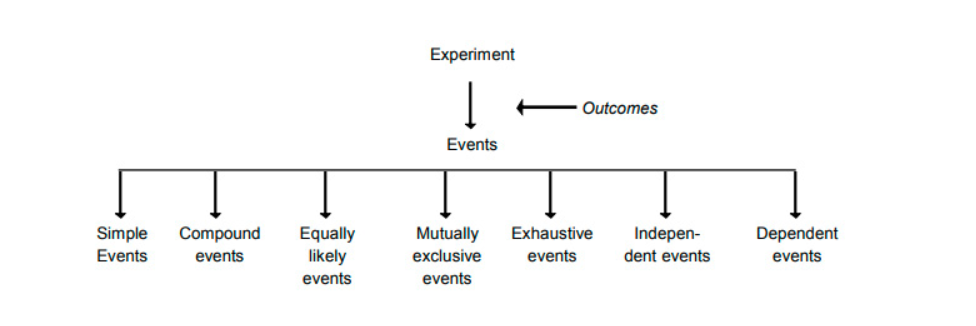 Experiment
Outcomes
Events
Simple
Events
Compound
events
Equally
likely
events
Mutually
exclusive
events
Exhaustive
events
Indepen-
dent events
Dependent
events